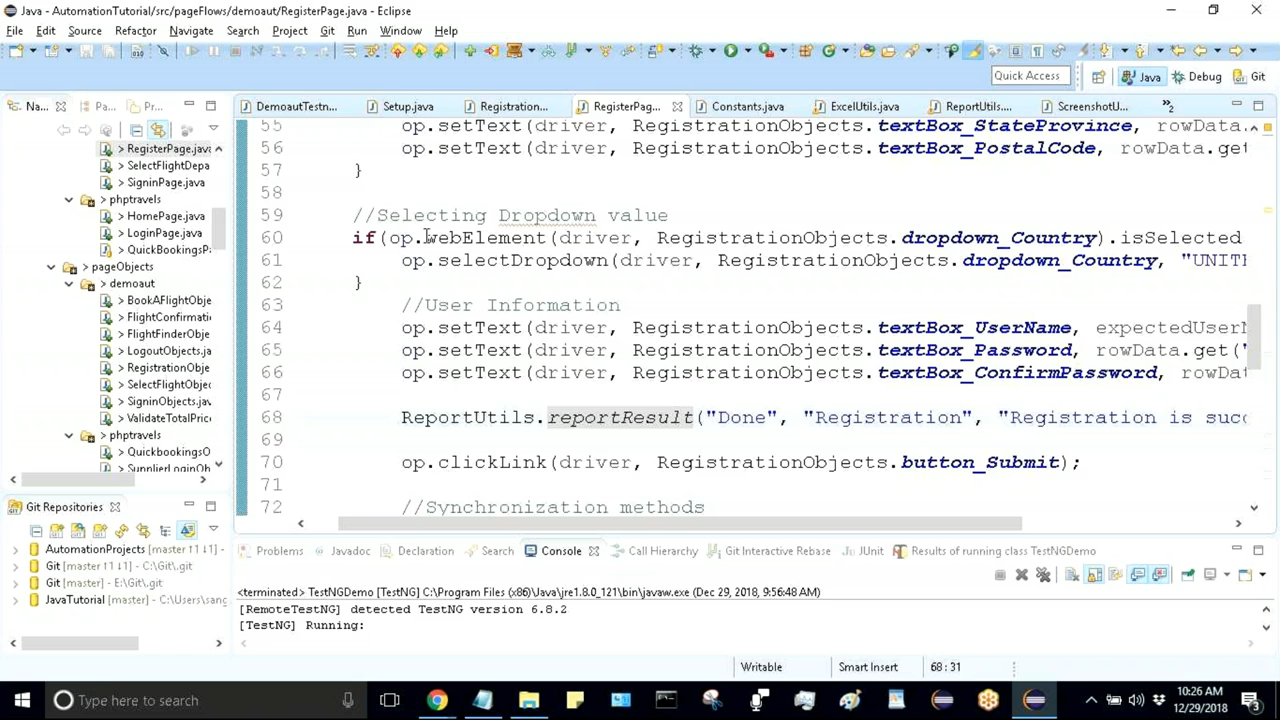 Java - AutomationTutorial/src/pageFlows/demoaut/RegisterPage.java - Eclipse
File Edit Source Refactor Navigate Search Project Git Run Window Help
Quick Access Java Debug Git
Na... Pa... Pr...
DemoautTestn... Setup.java Registration... RegisterPag... Constants.java ExcelUtils.java ReportUtils.... ScreenshotU... »2
> RegisterPage.java
> SelectFlightDepa
> SigninPage.java
phptravels
> HomePage.java
> LoginPage.java
> QuickBookingsP
pageObjects
demoaut
> BookAFlightObje
> FlightConfirmati
> FlightFinderObje
> LogoutObjects.ja
> RegistrationObje
> SelectFlightObjec
> SigninObjects.jav
> ValidateTotalPric
phptravels
> QuickbookingsO
> SupplierLoginOb
55 op.setText(driver, RegistrationObjects.textBox_StateProvince, rowData.
56 op.setText(driver, RegistrationObjects.textBox_PostalCode, rowData.get
57 }
58
59 //Selecting Dropdown value
60 if(op.webElement(driver, RegistrationObjects.dropdown_Country).isSelected
61 op.selectDropdown(driver, RegistrationObjects.dropdown_Country, "UNITE
62 }
63 //User Information
64 op.setText(driver, RegistrationObjects.textBox_UserName, expectedUserN
65 op.setText(driver, RegistrationObjects.textBox_Password, rowData.get("
66 op.setText(driver, RegistrationObjects.textBox_ConfirmPassword, rowDat
67
68 ReportUtils.reportResult("Done", "Registration", "Registration is succ
69
70 op.clickLink(driver, RegistrationObjects.button_Submit);
71
72 //Synchronization methods
Git Repositories
AutomationProjects [master ↑1 ↓1] -
Git [master ↑1 ↓1] - C:\Git\.git
Git [master] - E:\Git\.git
JavaTutorial [master] - C:\Users\sang
Problems Javadoc Declaration Search Console Call Hierarchy Git Interactive Rebase JUnit Results of running class TestNGDemo
<terminated> TestNGDemo [TestNG] C:\Program Files (x86)\Java\jre1.8.0_121\bin\javaw.exe (Dec 29, 2018, 9:56:48 AM)
[RemoteTestNG] detected TestNG version 6.8.2
[TestNG] Running:
Writable Smart Insert 68 : 31
Type here to search
10:26 AM
12/29/2018
3